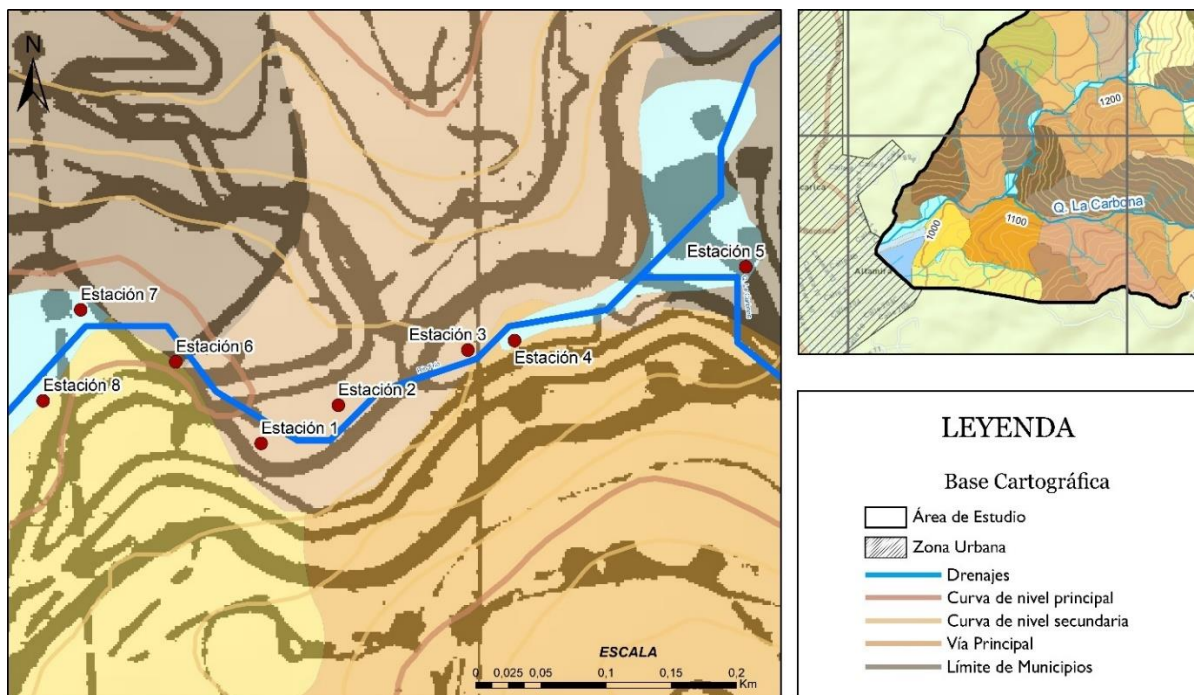 N
Estación 5
Estación 7
Estación 3
Estación 6
Estación 4
Estación 8
Estación 2
Estación 1
ESCALA
0 0,025 0,05 0,1 0,15 0,2
Km
1200
Q. La Carbona
1100
1000
LEYENDA
Base Cartográfica
Área de Estudio
Zona Urbana
Drenajes
Curva de nivel principal
Curva de nivel secundaria
Vía Principal
Límite de Municipios